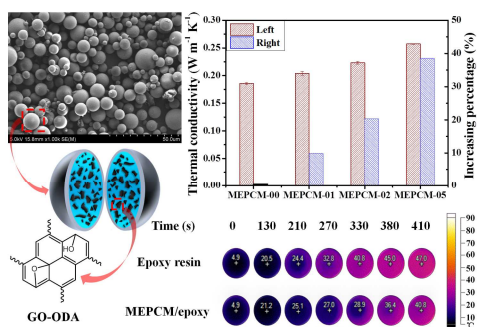 5.0kV 15.8mm x1.00k SE(M) 50.0um
HO
O
GO-ODA
Thermal conductivity (W m⁻¹ K⁻¹)
0.30
0.25
0.20
0.15
0.10
0.05
0.00
Left
Right
50
40
30
20
10
0
Increasing percentage (%)
MEPCM-00 MEPCM-01 MEPCM-02 MEPCM-05
Time (s) 0 130 210 270 330 380 410
Epoxy resin 4.9 20.5 24.4 32.8 40.8 45.0 47.0
MEPCM/epoxy 4.9 21.2 25.1 27.0 28.9 36.4 40.8
90
80
70
60
50
40
30
20
10
°C